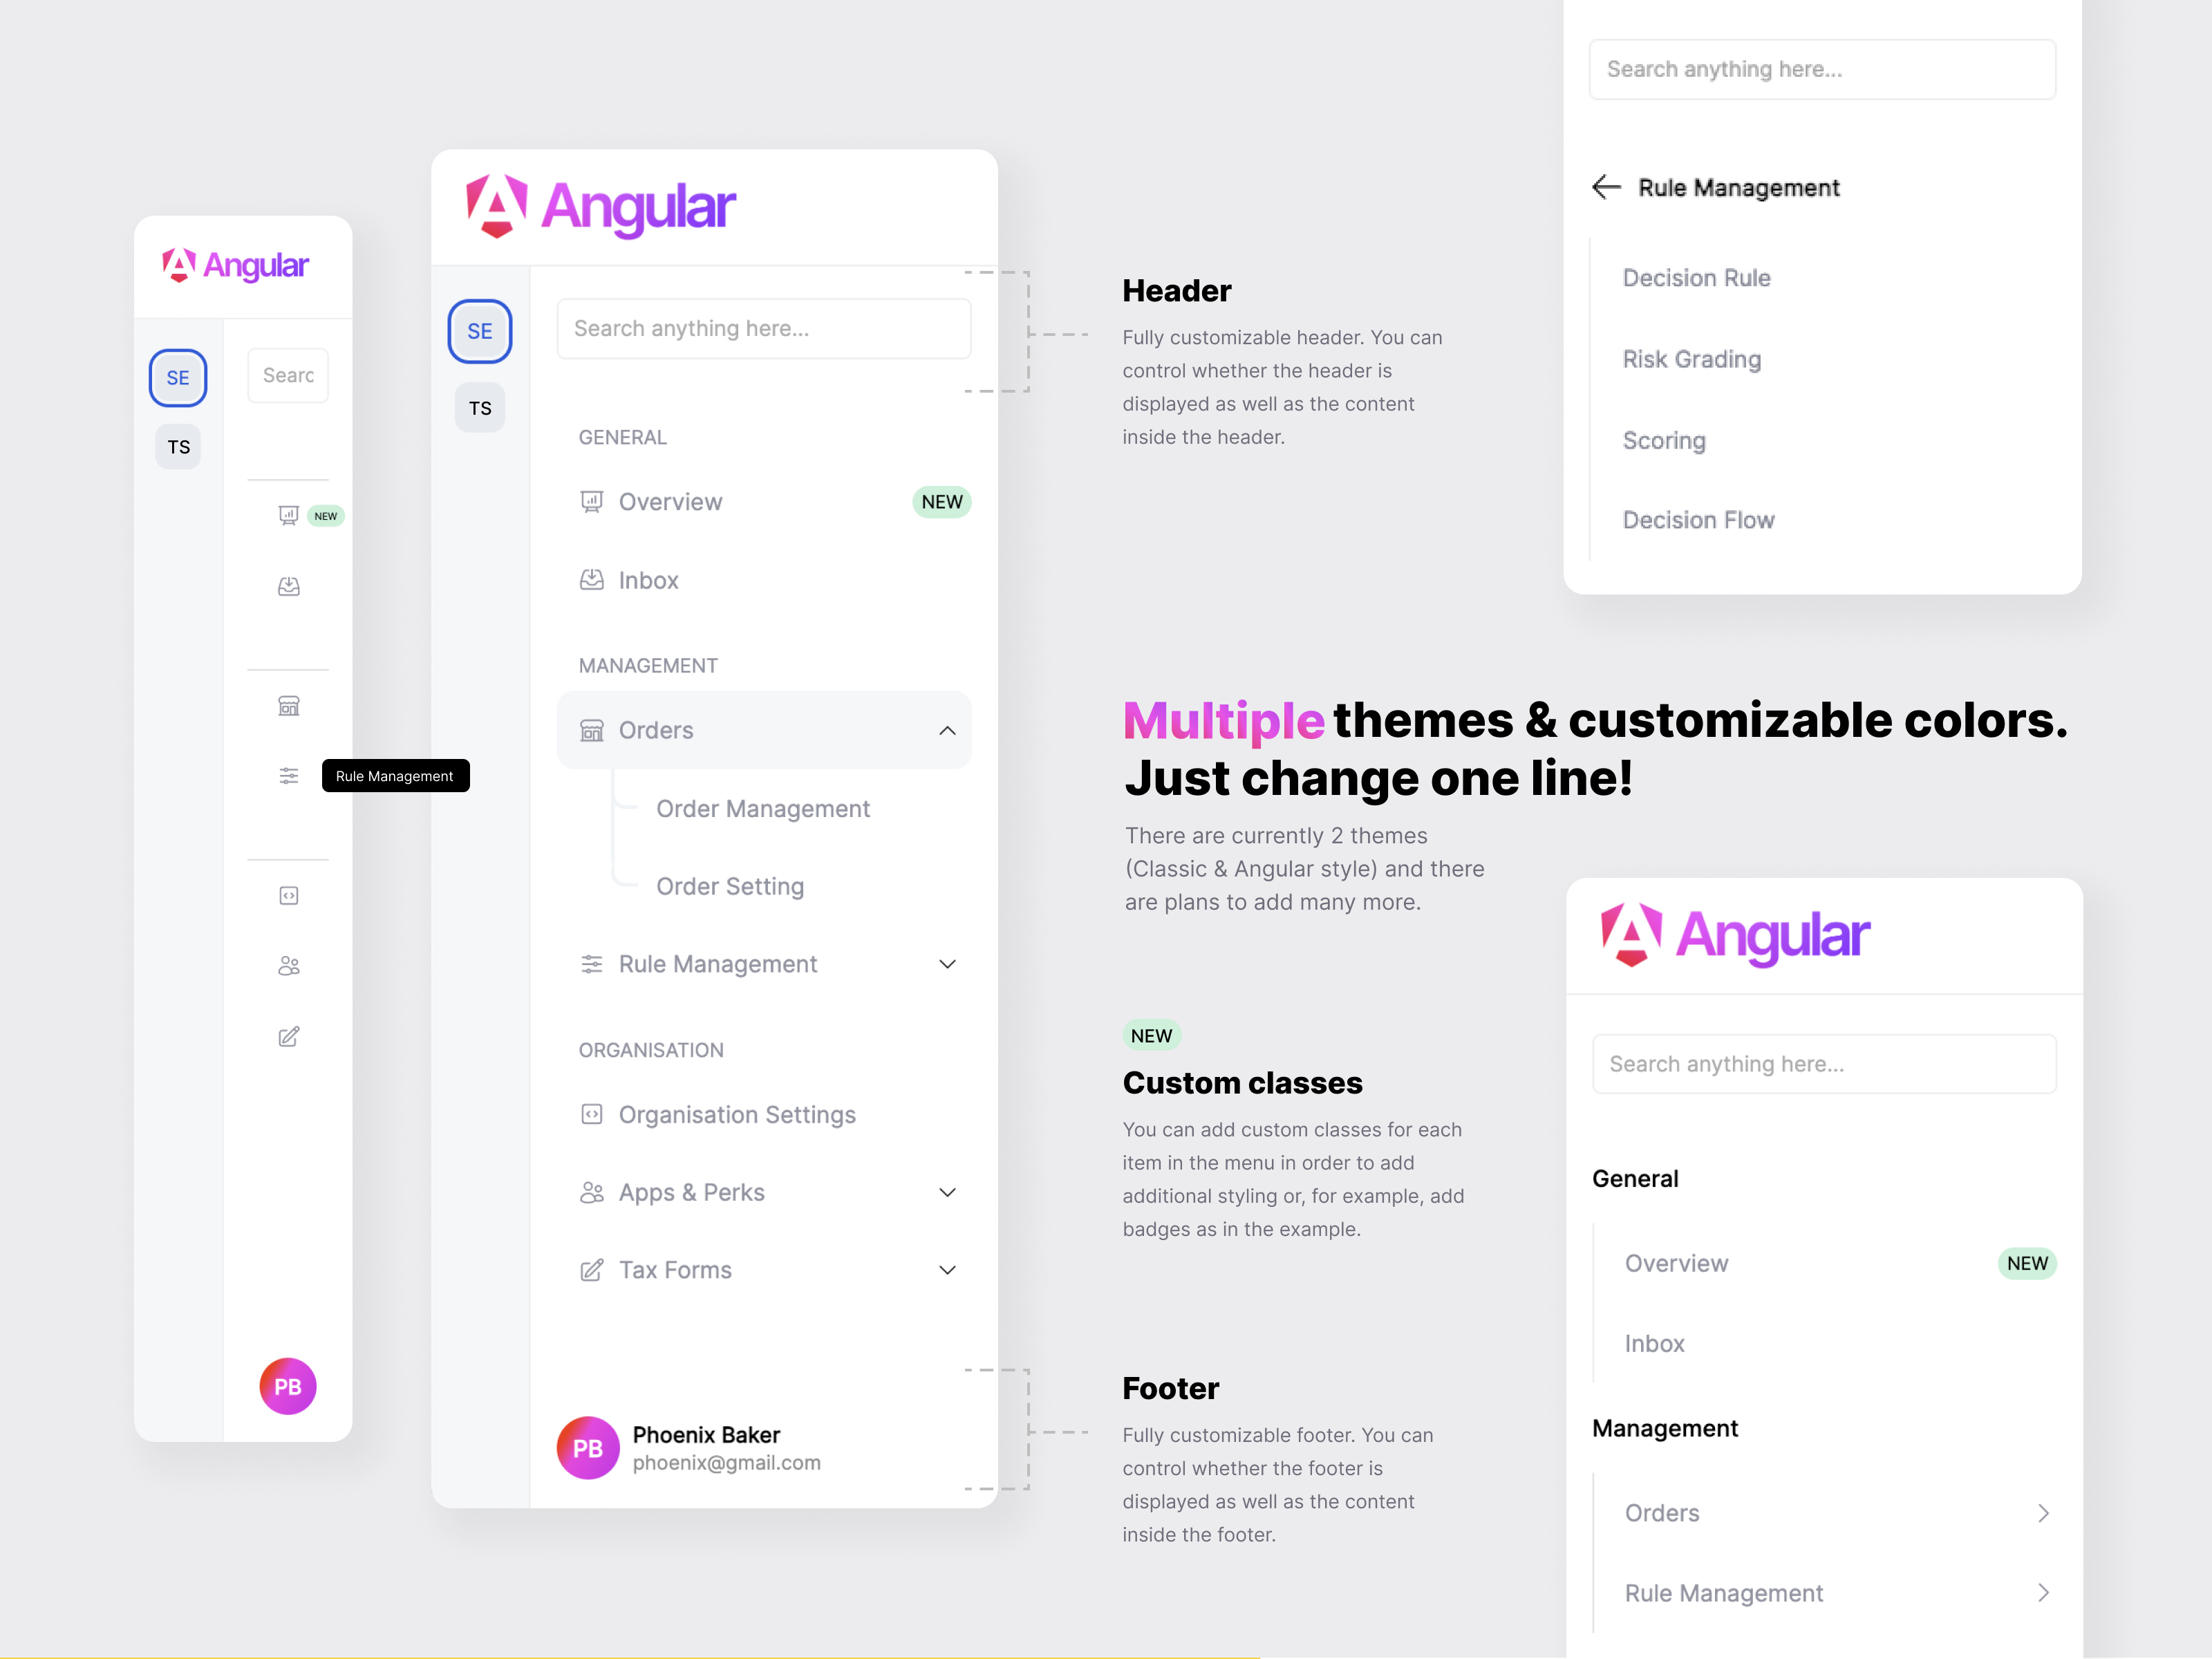 Angular
SE
TS
Searc
NEW
Rule Management
PB
Angular
SE
TS
Search anything here...
GENERAL
Overview
NEW
Inbox
MANAGEMENT
Orders
Order Management
Order Setting
Rule Management
ORGANISATION
Organisation Settings
Apps & Perks
Tax Forms
PB
Phoenix Baker
phoenix@gmail.com
Header
Fully customizable header. You can
control whether the header is
displayed as well as the content
inside the header.
Search anything here...
Rule Management
Decision Rule
Risk Grading
Scoring
Decision Flow
Multiple themes & customizable colors.
Just change one line!
There are currently 2 themes
(Classic & Angular style) and there
are plans to add many more.
NEW
Custom classes
You can add custom classes for each
item in the menu in order to add
additional styling or, for example, add
badges as in the example.
Footer
Fully customizable footer. You can
control whether the footer is
displayed as well as the content
inside the footer.
Angular
Search anything here...
General
Overview
NEW
Inbox
Management
Orders
Rule Management